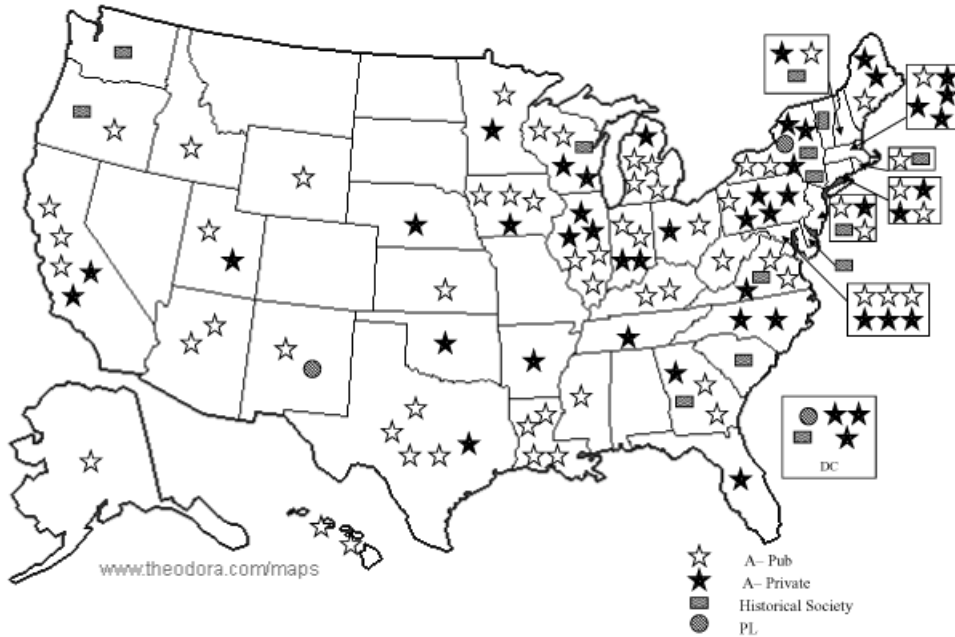 DC
www.theodora.com/maps
A– Pub
A– Private
Historical Society
PL